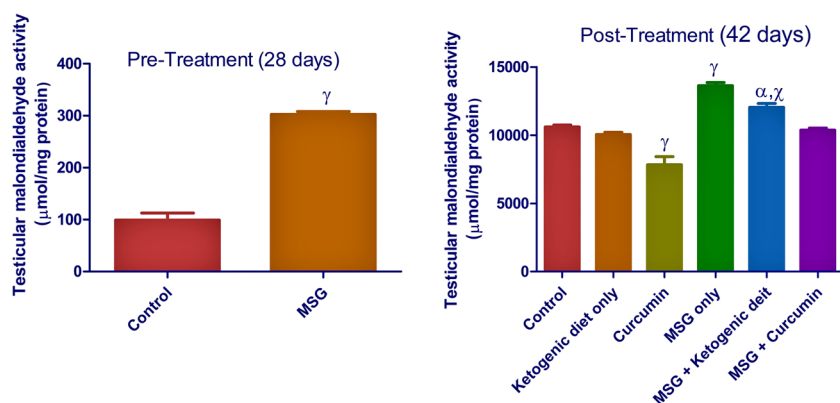 Pre-Treatment (28 days)
Testicular malondialdehyde activity
(μmol/mg protein)
400
300
200
100
0
γ
Control
MSG
Post-Treatment (42 days)
Testicular malondialdehyde activity
(μmol/mg protein)
15000
10000
5000
0
γ
γ
α,χ
Control
Ketogenic diet only
Curcumin
MSG only
MSG + Ketogenic deit
MSG + Curcumin